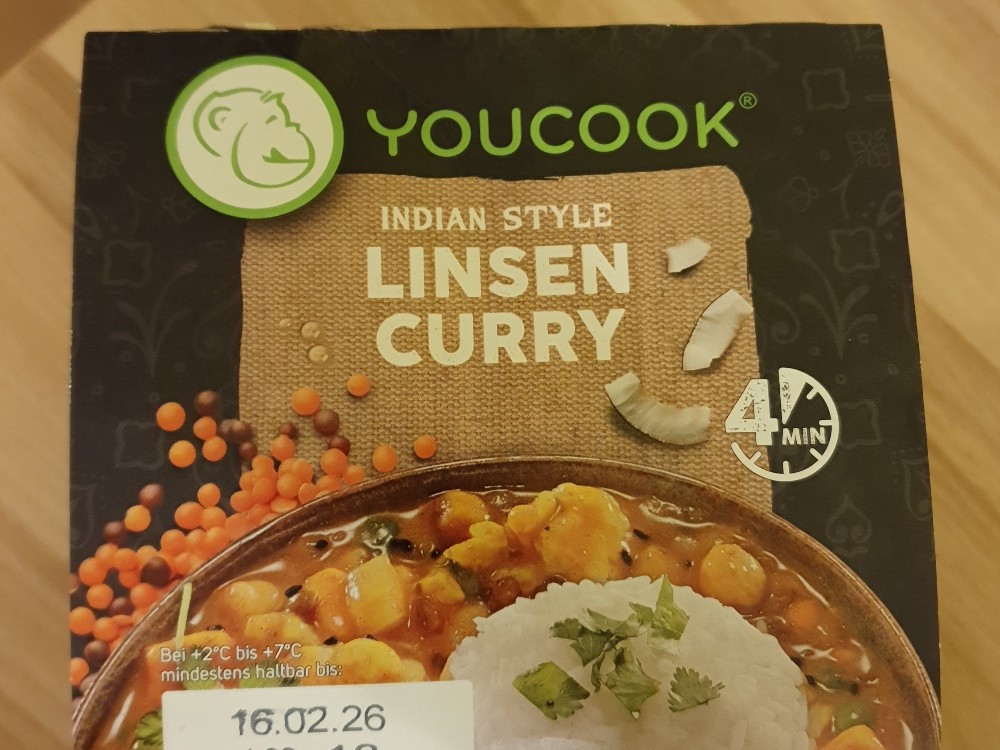 YOUCOOK®
INDIAN STYLE
LINSEN
CURRY
4 MIN
Bei +2°C bis +7°C
mindestens haltbar bis:
16.02.26